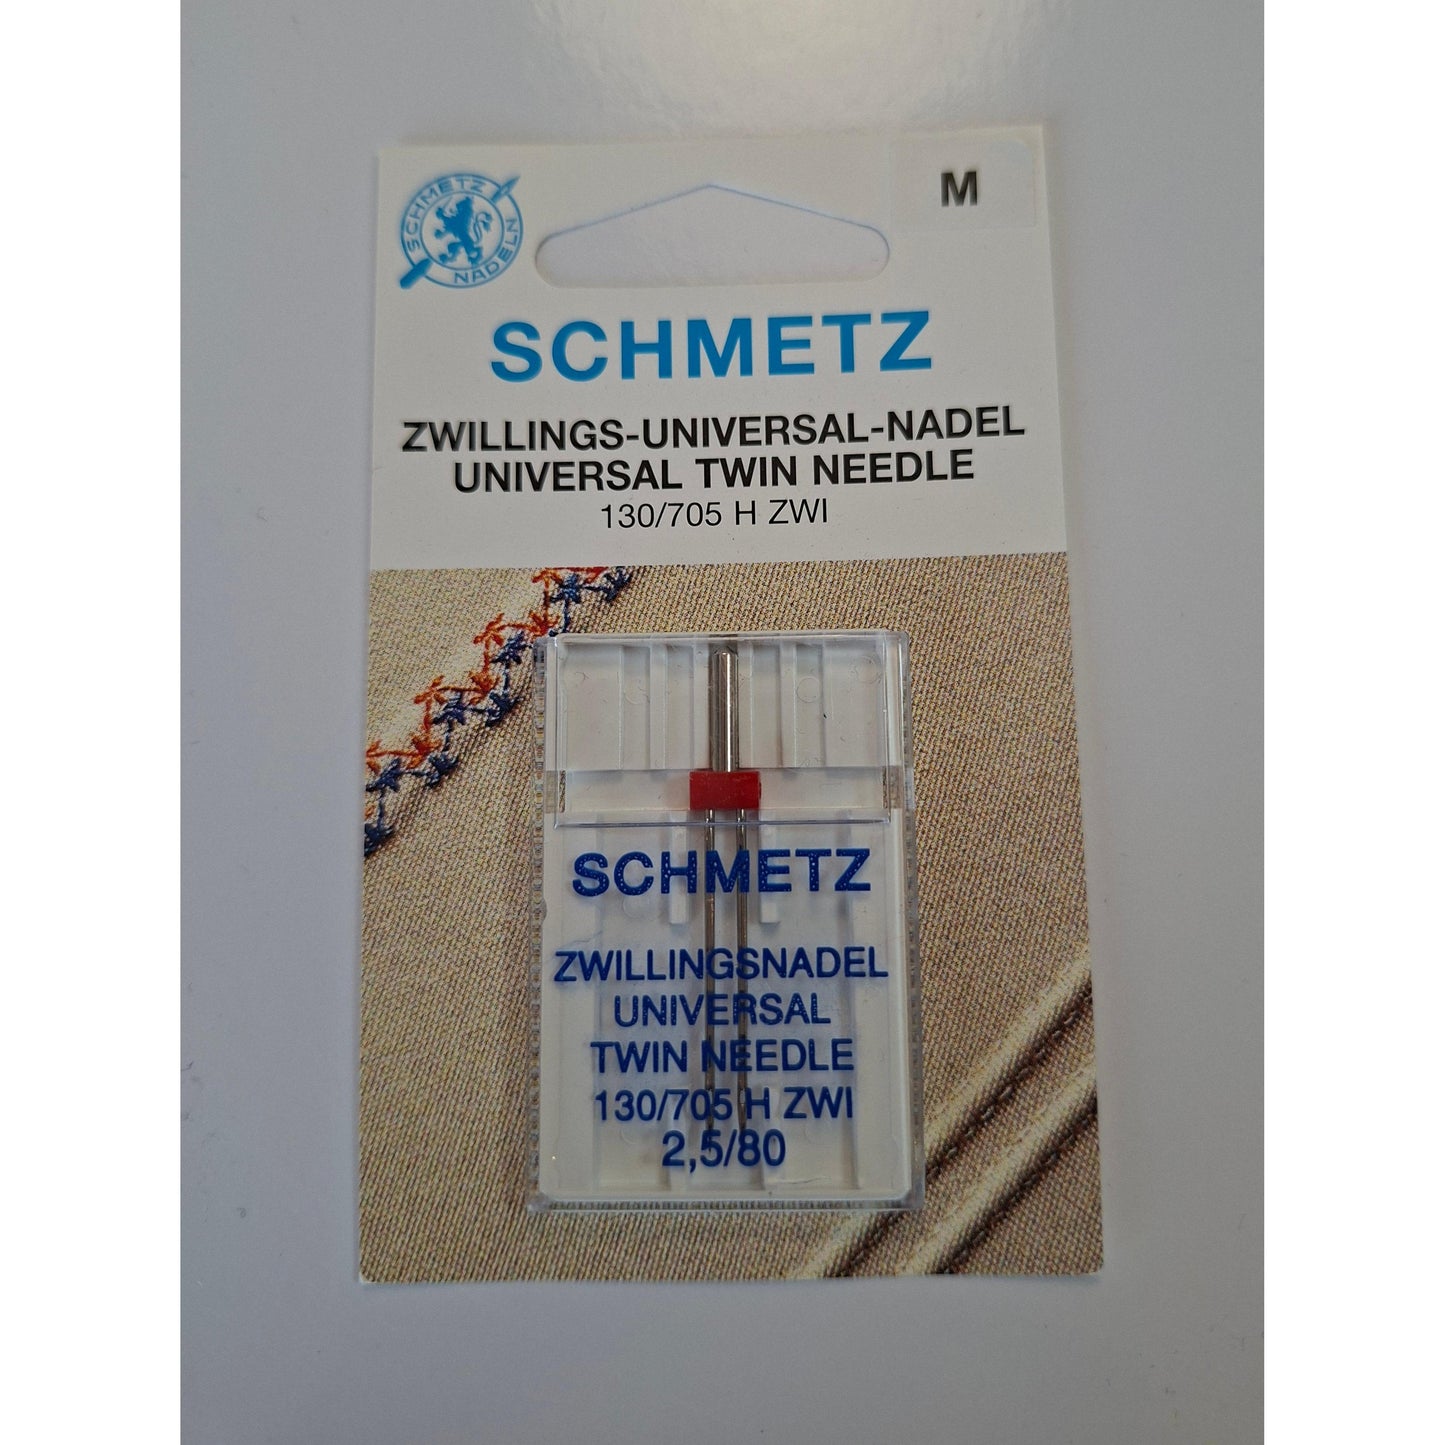 SCHMETZ NADELN
M
SCHMETZ
ZWILLINGS-UNIVERSAL-NADEL
UNIVERSAL TWIN NEEDLE
130/705 H ZWI
SCHMETZ
ZWILLINGSNADEL
UNIVERSAL
TWIN NEEDLE
130/705 H ZWI
2,5/80